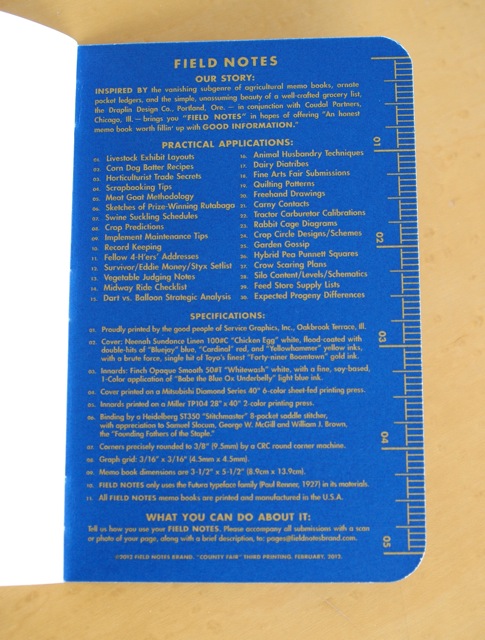 FIELD NOTES
OUR STORY:
INSPIRED BY the vanishing subgenre of agricultural memo books, ornate
pocket ledgers, and the simple, unassuming beauty of a well-crafted grocery list,
the Draplin Design Co., Portland, Ore. — in conjunction with Coudal Partners,
Chicago, Ill. — brings you "FIELD NOTES" in hopes of offering "An honest
memo book worth fillin' up with GOOD INFORMATION."
PRACTICAL APPLICATIONS:
01. Livestock Exhibit Layouts
02. Corn Dog Batter Recipes
03. Horticulturist Trade Secrets
04. Scrapbooking Tips
05. Meat Goat Methodology
06. Sketches of Prize-Winning Rutabaga
07. Swine Suckling Schedules
08. Crop Predictions
09. Implement Maintenance Tips
10. Record Keeping
11. Fellow 4-H'ers' Addresses
12. Survivor/Eddie Money/Styx Setlist
13. Vegetable Judging Notes
14. Midway Ride Checklist
15. Dart vs. Balloon Strategic Analysis
16. Animal Husbandry Techniques
17. Dairy Diatribes
18. Fine Arts Fair Submissions
19. Quilting Patterns
20. Freehand Drawings
21. Carny Contacts
22. Tractor Carburetor Calibrations
23. Rabbit Cage Diagrams
24. Crop Circle Designs/Schemes
25. Garden Gossip
26. Hybrid Pea Punnett Squares
27. Crow Scaring Plans
28. Silo Content/Levels/Schematics
29. Feed Store Supply Lists
30. Expected Progeny Differences
SPECIFICATIONS:
01. Proudly printed by the good people of Service Graphics, Inc., Oakbrook Terrace, Ill.
02. Cover: Neenah Sundance Linen 100#C "Chicken Egg" white, flood-coated with
double-hits of "Bluejay" blue, "Cardinal" red, and "Yellowhammer" yellow inks,
with a brute force, single hit of Toyo's finest "Forty-niner Boomtown" gold ink.
03. Innards: Finch Opaque Smooth 50#T "Whitewash" white, with a fine, soy-based,
1-Color application of "Babe the Blue Ox Underbelly" light blue ink.
04. Cover printed on a Mitsubishi Diamond Series 40" 6-color sheet-fed printing press.
05. Innards printed on a Miller TP104 28" x 40" 2-color printing press.
06. Binding by a Heidelberg ST350 "Stitchmaster" 8-pocket saddle stitcher,
with appreciation to Samuel Slocum, George W. McGill and William J. Brown,
the "Founding Fathers of the Staple."
07. Corners precisely rounded to 3/8" (9.5mm) by a CRC round corner machine.
08. Graph grid: 3/16" x 3/16" (4.5mm x 4.5mm).
09. Memo book dimensions are 3-1/2" x 5-1/2" (8.9cm x 13.9cm).
10. FIELD NOTES only uses the Futura typeface family (Paul Renner, 1927) in its materials.
11. All FIELD NOTES memo books are printed and manufactured in the U.S.A.
WHAT YOU CAN DO ABOUT IT:
Tell us how you use your FIELD NOTES. Please accompany all submissions with a scan
or photo of your page, along with a brief description, to: pages@fieldnotesbrand.com.
©2012 FIELD NOTES BRAND. "COUNTY FAIR" THIRD PRINTING. FEBRUARY, 2012.
01
02
03
04
05